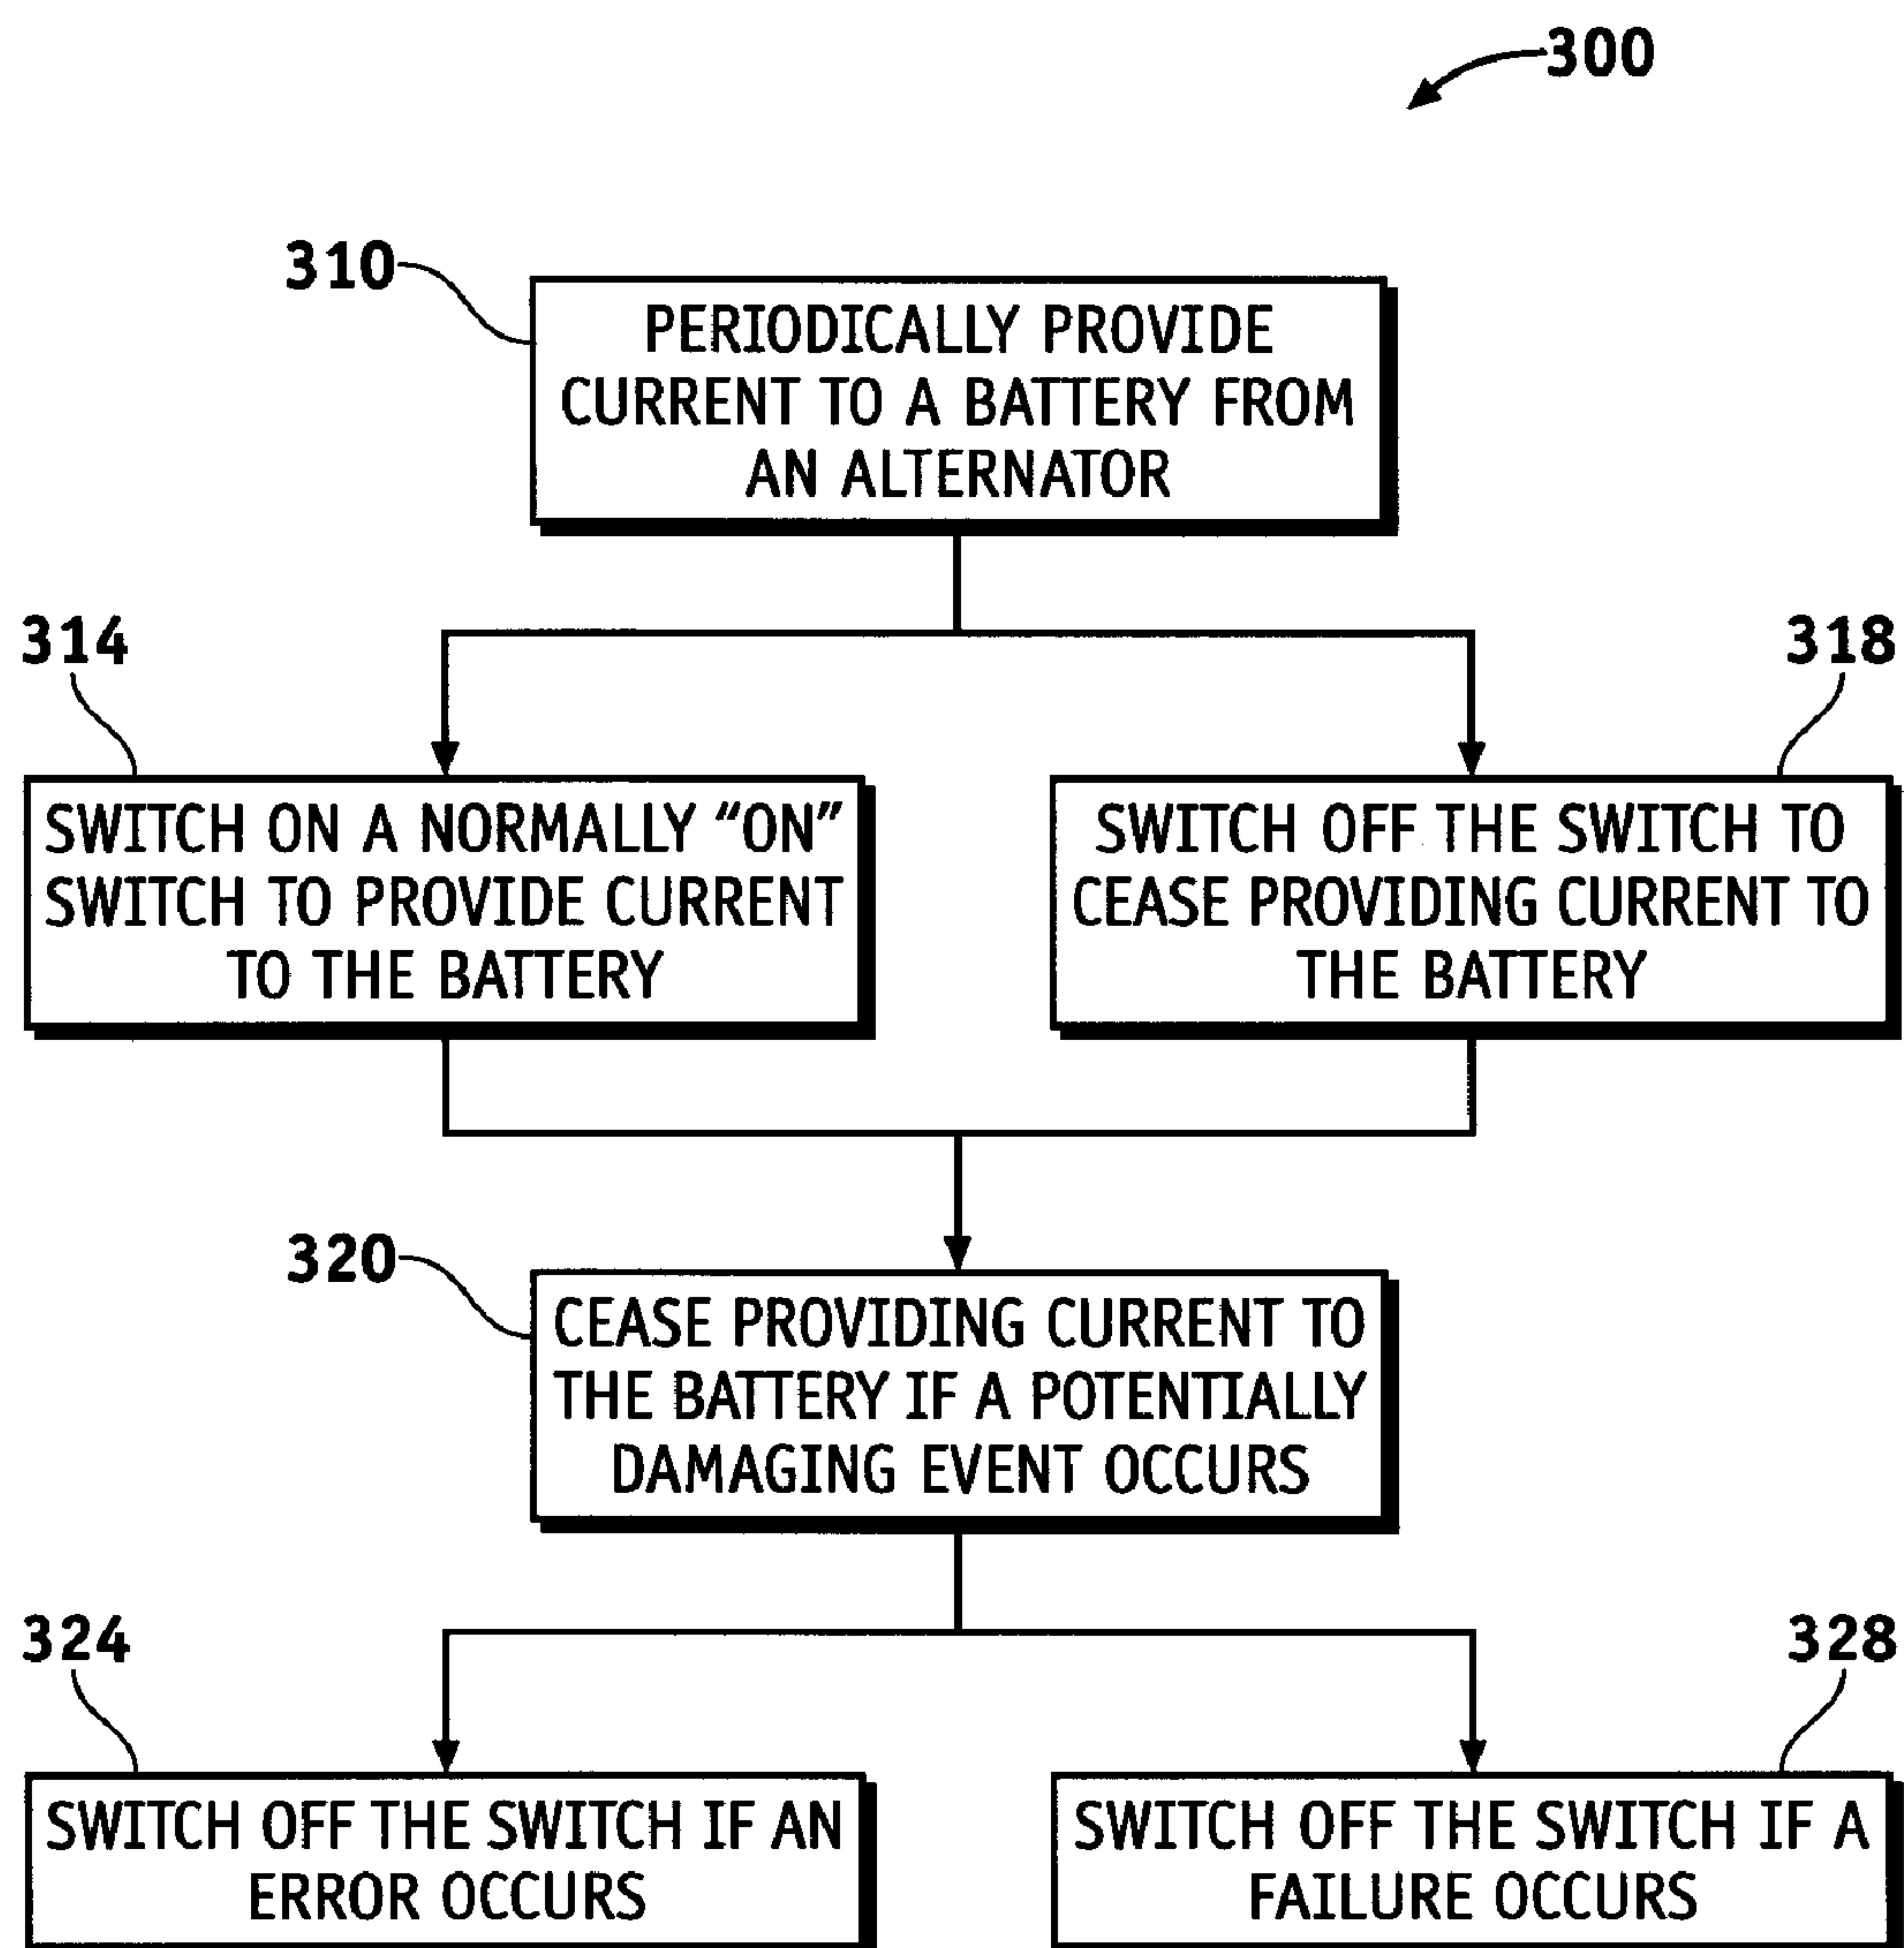 300
310
PERIODICALLY PROVIDE
CURRENT TO A BATTERY FROM
AN ALTERNATOR
314
318
SWITCH ON A NORMALLY “ON”
SWITCH TO PROVIDE CURRENT
TO THE BATTERY
SWITCH OFF THE SWITCH TO
CEASE PROVIDING CURRENT TO
THE BATTERY
320
CEASE PROVIDING CURRENT TO
THE BATTERY IF A POTENTIALLY
DAMAGING EVENT OCCURS
324
328
SWITCH OFF THE SWITCH IF AN
ERROR OCCURS
SWITCH OFF THE SWITCH IF A
FAILURE OCCURS